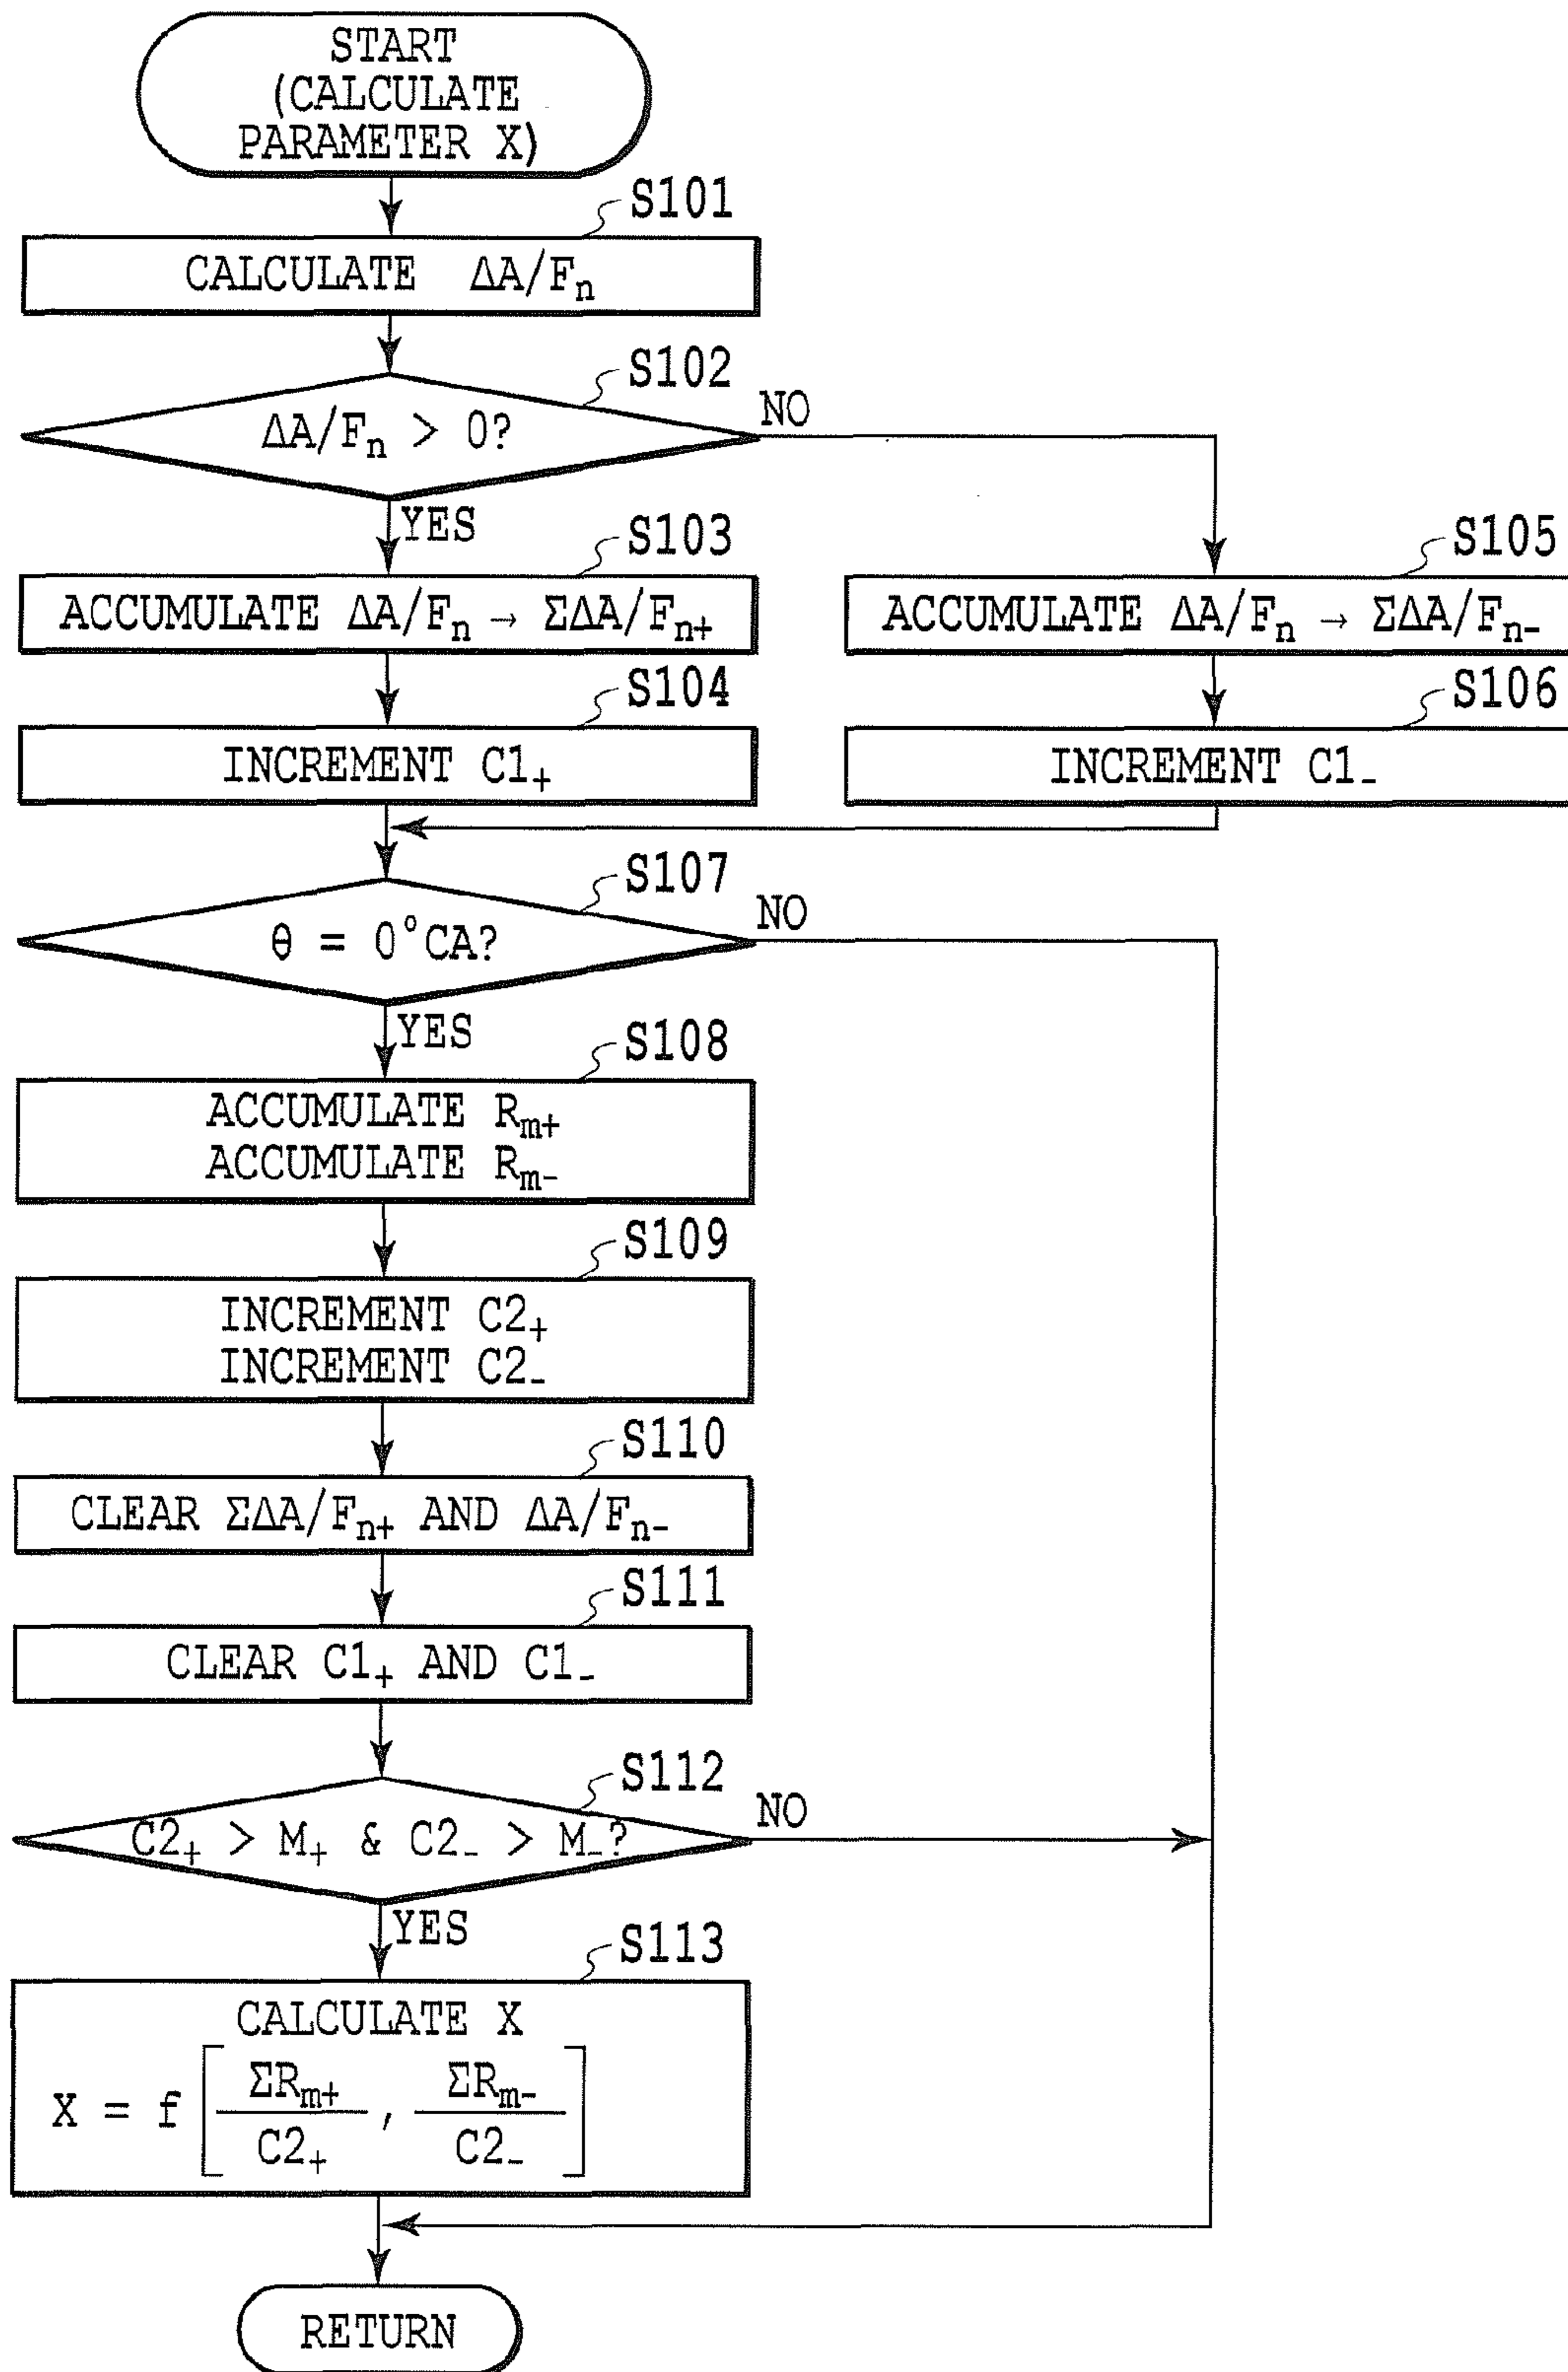 START
(CALCULATE
PARAMETER X)
S101
CALCULATE ΔA/Fₙ
S102
ΔA/Fₙ > 0?
NO
YES
S103
ACCUMULATE ΔA/Fₙ → ΣΔA/Fₙ₊
S105
ACCUMULATE ΔA/Fₙ → ΣΔA/Fₙ₋
S104
INCREMENT C1₊
S106
INCREMENT C1₋
S107
θ = 0°CA?
NO
YES
S108
ACCUMULATE Rₘ₊
ACCUMULATE Rₘ₋
S109
INCREMENT C2₊
INCREMENT C2₋
S110
CLEAR ΣΔA/Fₙ₊ AND ΔA/Fₙ₋
S111
CLEAR C1₊ AND C1₋
S112
C2₊ > M₊ & C2₋ > M₋?
NO
YES
S113
CALCULATE X
X = f [ΣRₘ₊/C2₊, ΣRₘ₋/C2₋]
RETURN